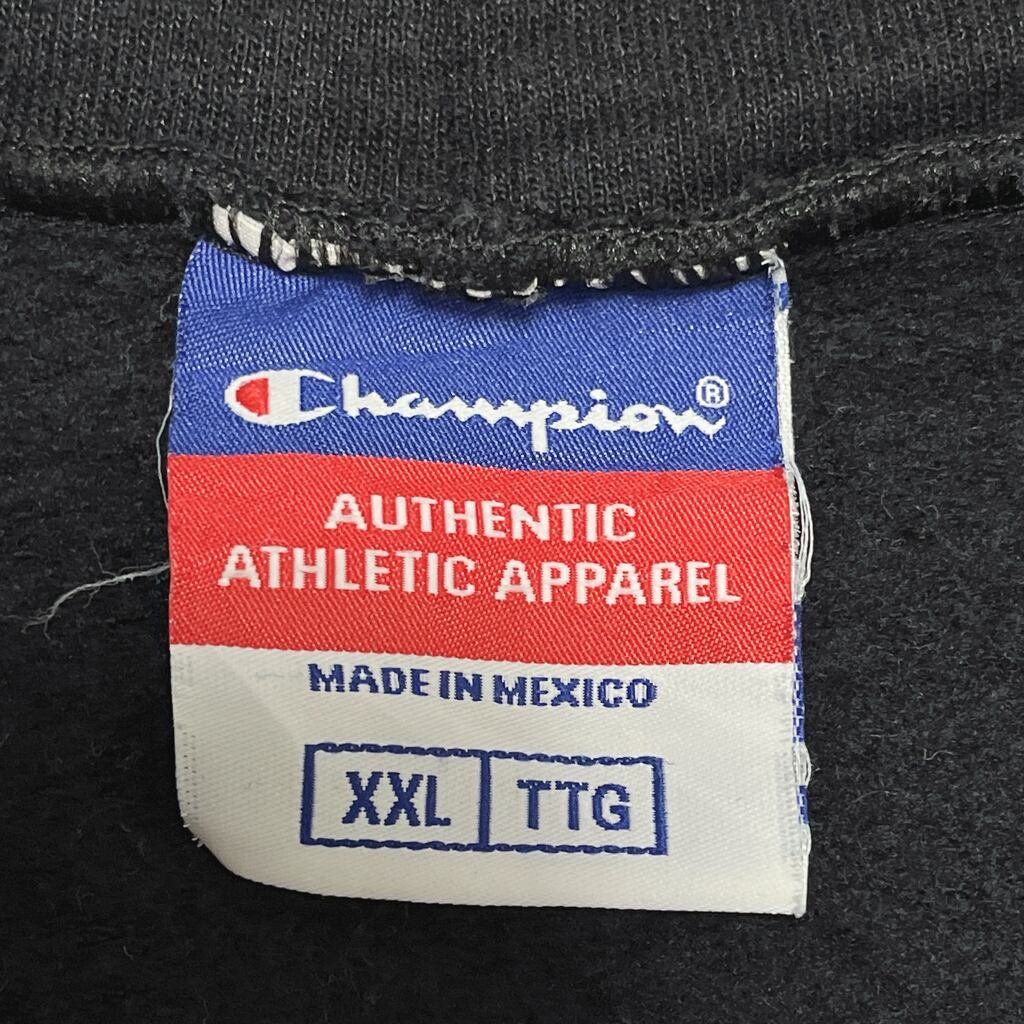 Champion®
AUTHENTIC
ATHLETIC APPAREL
MADE IN MEXICO
XXL TTG